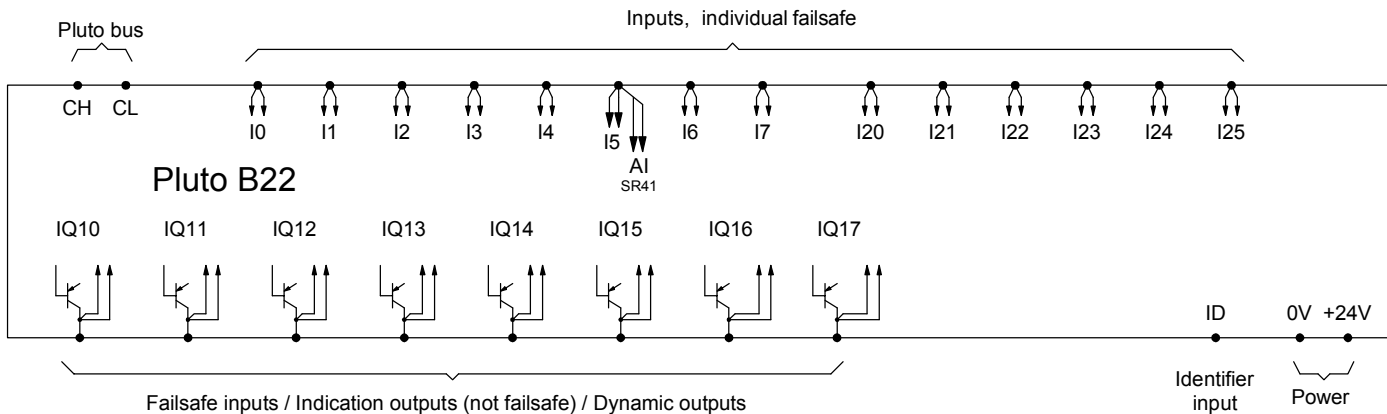 Inputs, individual failsafe
Pluto bus
CH CL
I0 I1 I2 I3 I4 I5 I6 I7 I20 I21 I22 I23 I24 I25
AI
SR41
Pluto B22
IQ10 IQ11 IQ12 IQ13 IQ14 IQ15 IQ16 IQ17
ID 0V +24V
Identifier
input
Power
Failsafe inputs / Indication outputs (not failsafe) / Dynamic outputs